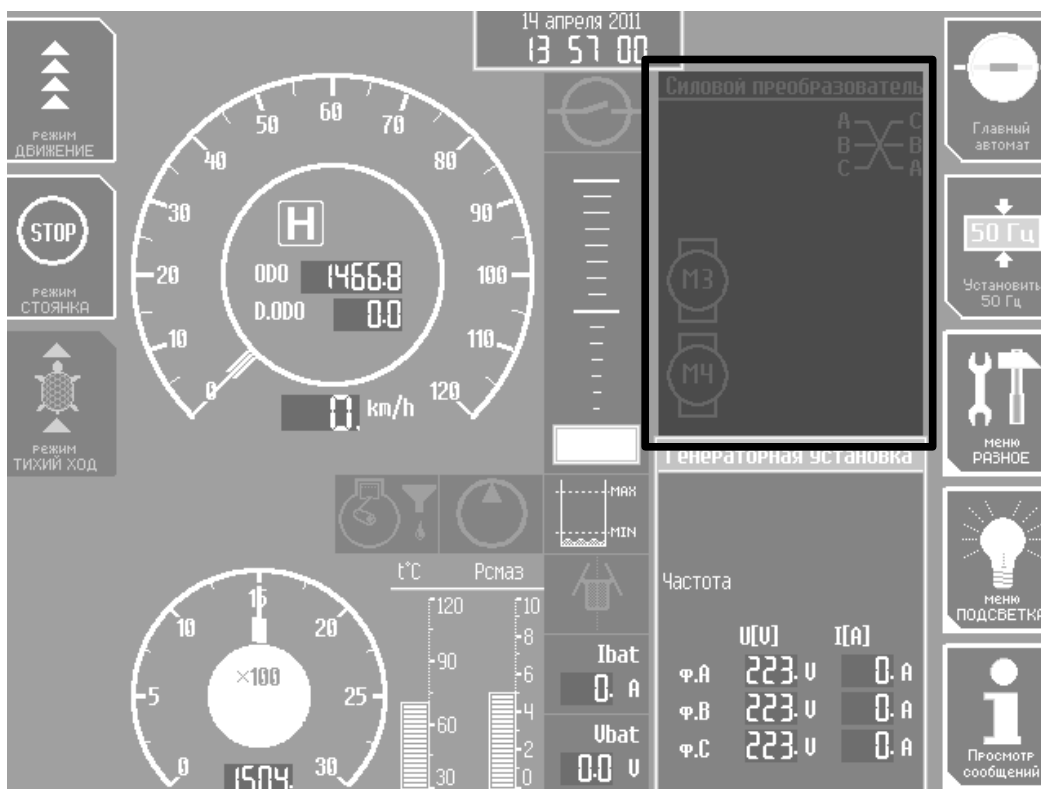 14 апреля 2011
13 57 00
режим
ДВИЖЕНИЕ
STOP
режим
СТОЯНКА
режим
ТИХИЙ ХОД
0
10
20
30
40
50
60
70
80
90
100
110
120
H
ODO 1466.8
D.ODO 0.0
0. km/h
Силовой преобразователь
A C
B B
C A
M3
M4
Главный
автомат
50 Гц
Установить
50 Гц
меню
РАЗНОЕ
меню
ПОДСВЕТКА
Просмотр
сообщений
MAX
MIN
0
5
10
15
20
25
30
×100
1504.
t°C
120
90
60
30
Pсмаз
10
8
6
4
2
0
Ibat
0. A
Vbat
0.0 V
Генераторная установка
Частота
U[V] I[A]
ф.A 223. V 0. A
ф.B 223. V 0. A
ф.C 223. V 0. A